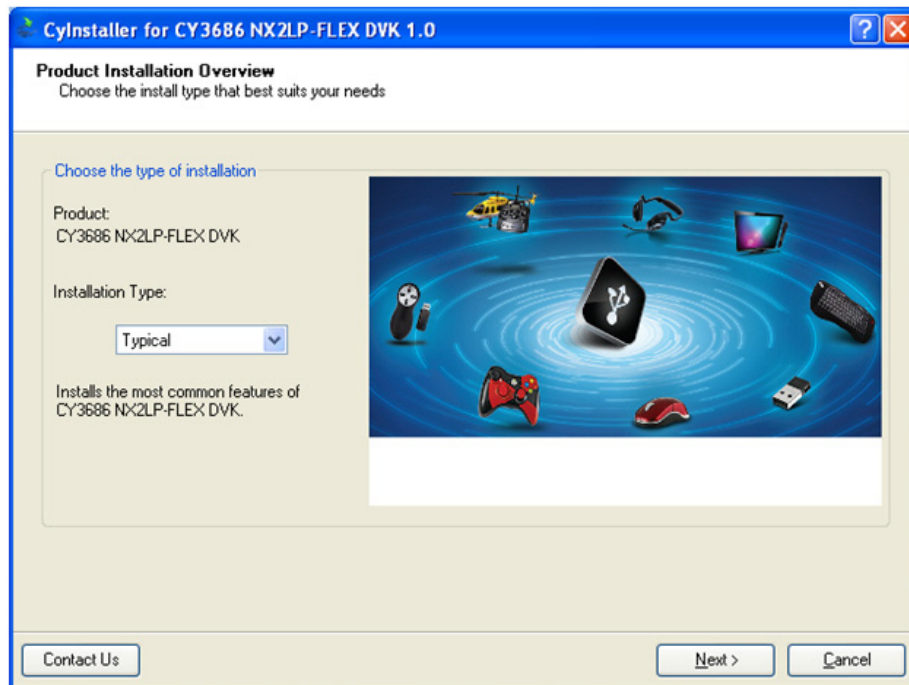 CyInstaller for CY3686 NX2LP-FLEX DVK 1.0
Product Installation Overview
Choose the install type that best suits your needs
Choose the type of installation
Product:
CY3686 NX2LP-FLEX DVK
Installation Type:
Typical
Installs the most common features of
CY3686 NX2LP-FLEX DVK.
Contact Us
Next >
Cancel